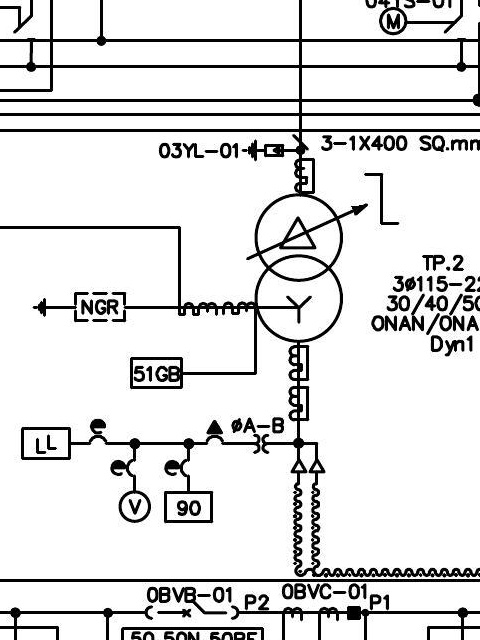 04YS-01
M
3-1X400 SQ.mm
03YL-01
TP.2
3ø115-22
30/40/50
ONAN/ONA
Dyn1
NGR
51GB
øA-B
LL
V
90
0BVB-01
P2
0BVC-01
P1
50,50N,50BF